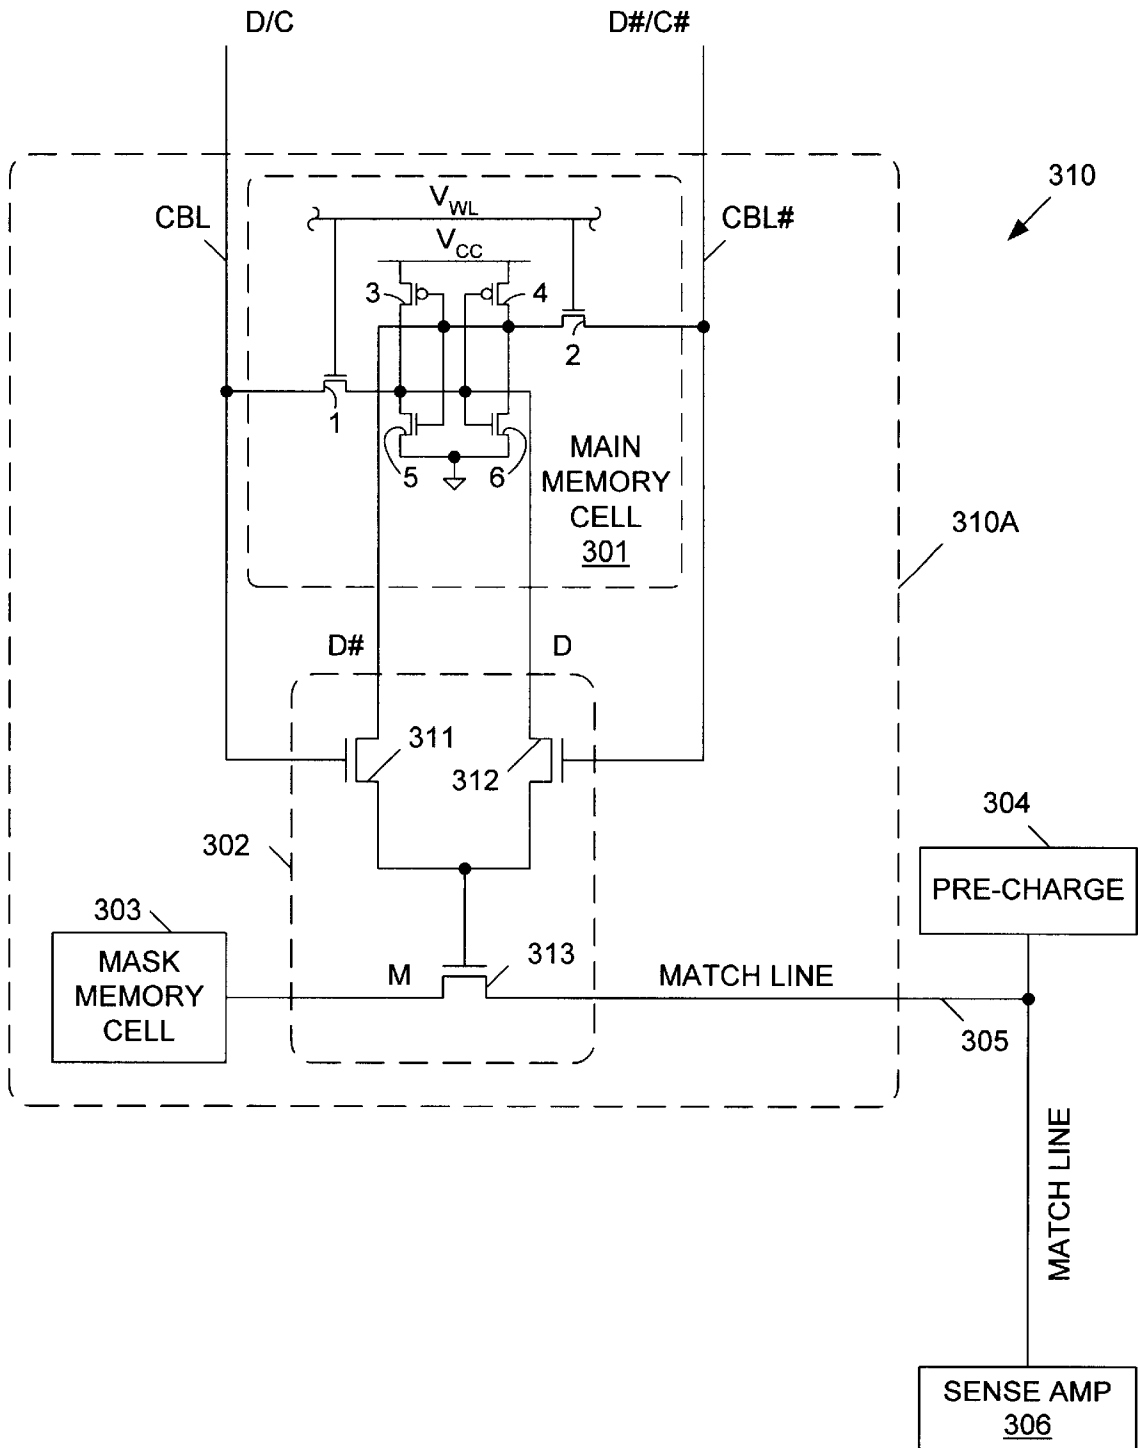 D/C
D#/C#
310
CBL
V_WL
CBL#
V_CC
3
4
2
1
5
6
MAIN
MEMORY
CELL
301
310A
D#
D
311
312
302
304
PRE-CHARGE
303
MASK
MEMORY
CELL
M
313
MATCH LINE
305
MATCH LINE
SENSE AMP
306